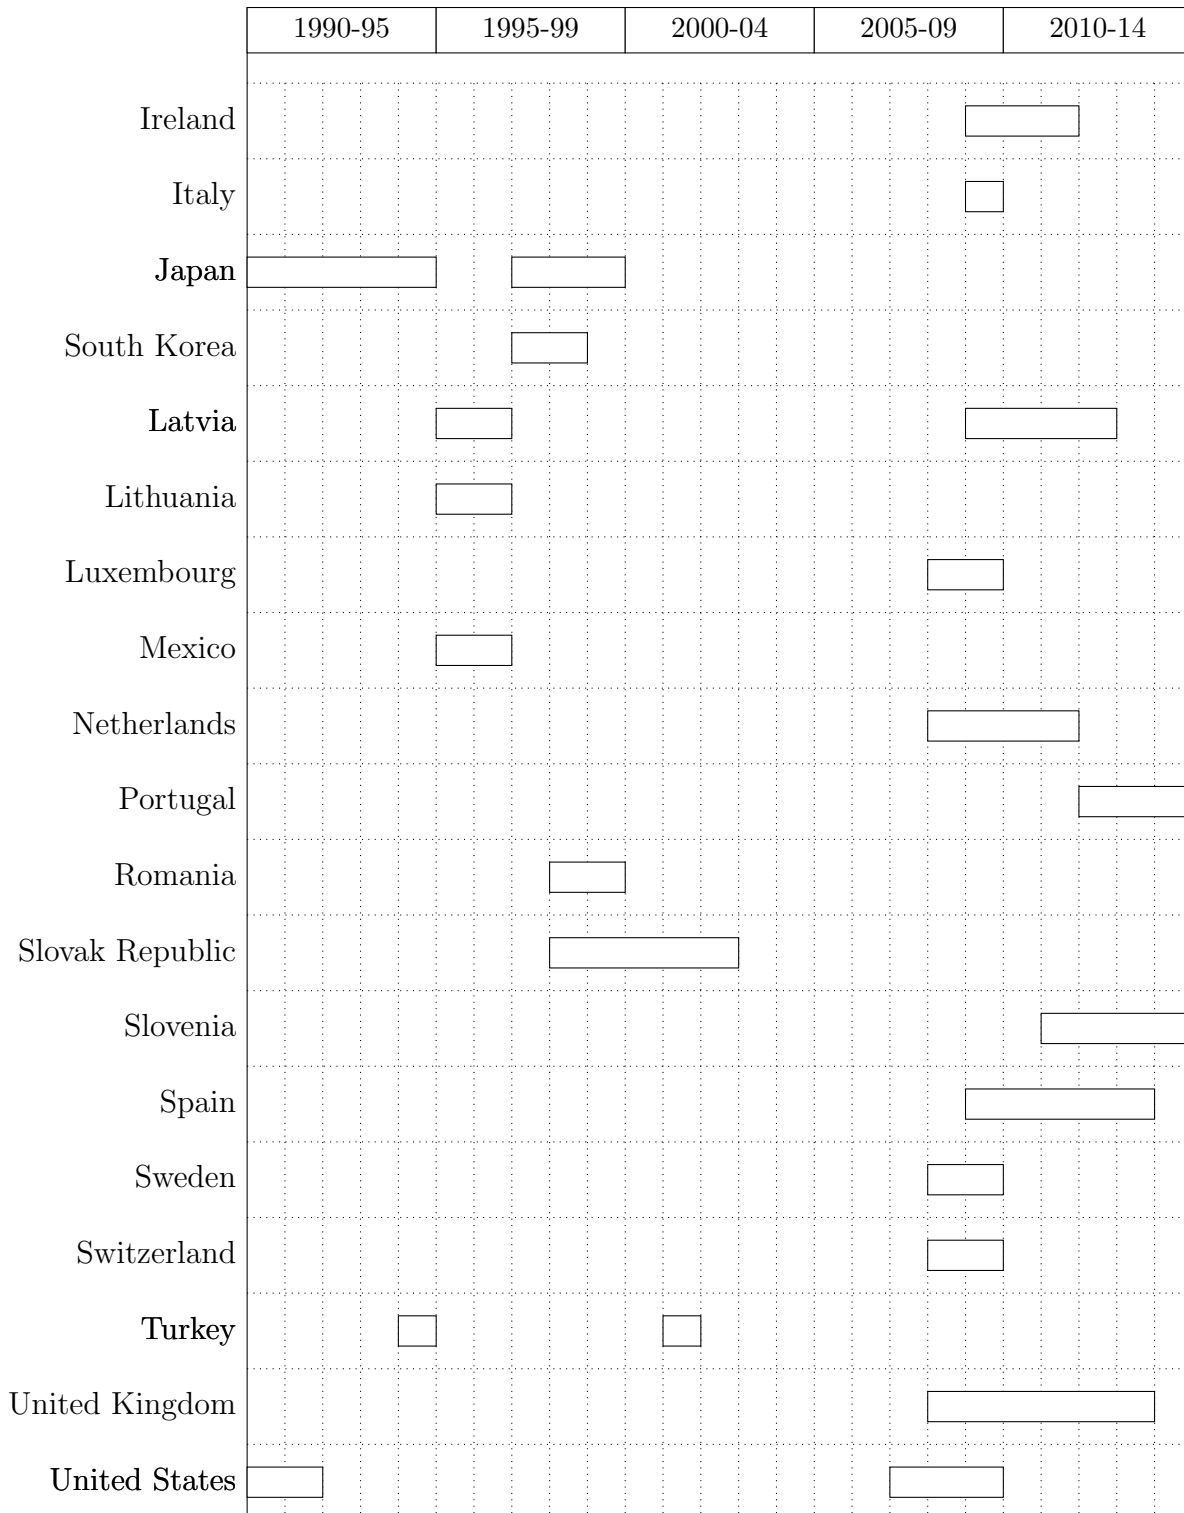 1990-95 1995-99 2000-04 2005-09 2010-14
Ireland
Italy
Japan
South Korea
Latvia
Lithuania
Luxembourg
Mexico
Netherlands
Portugal
Romania
Slovak Republic
Slovenia
Spain
Sweden
Switzerland
Turkey
United Kingdom
United States